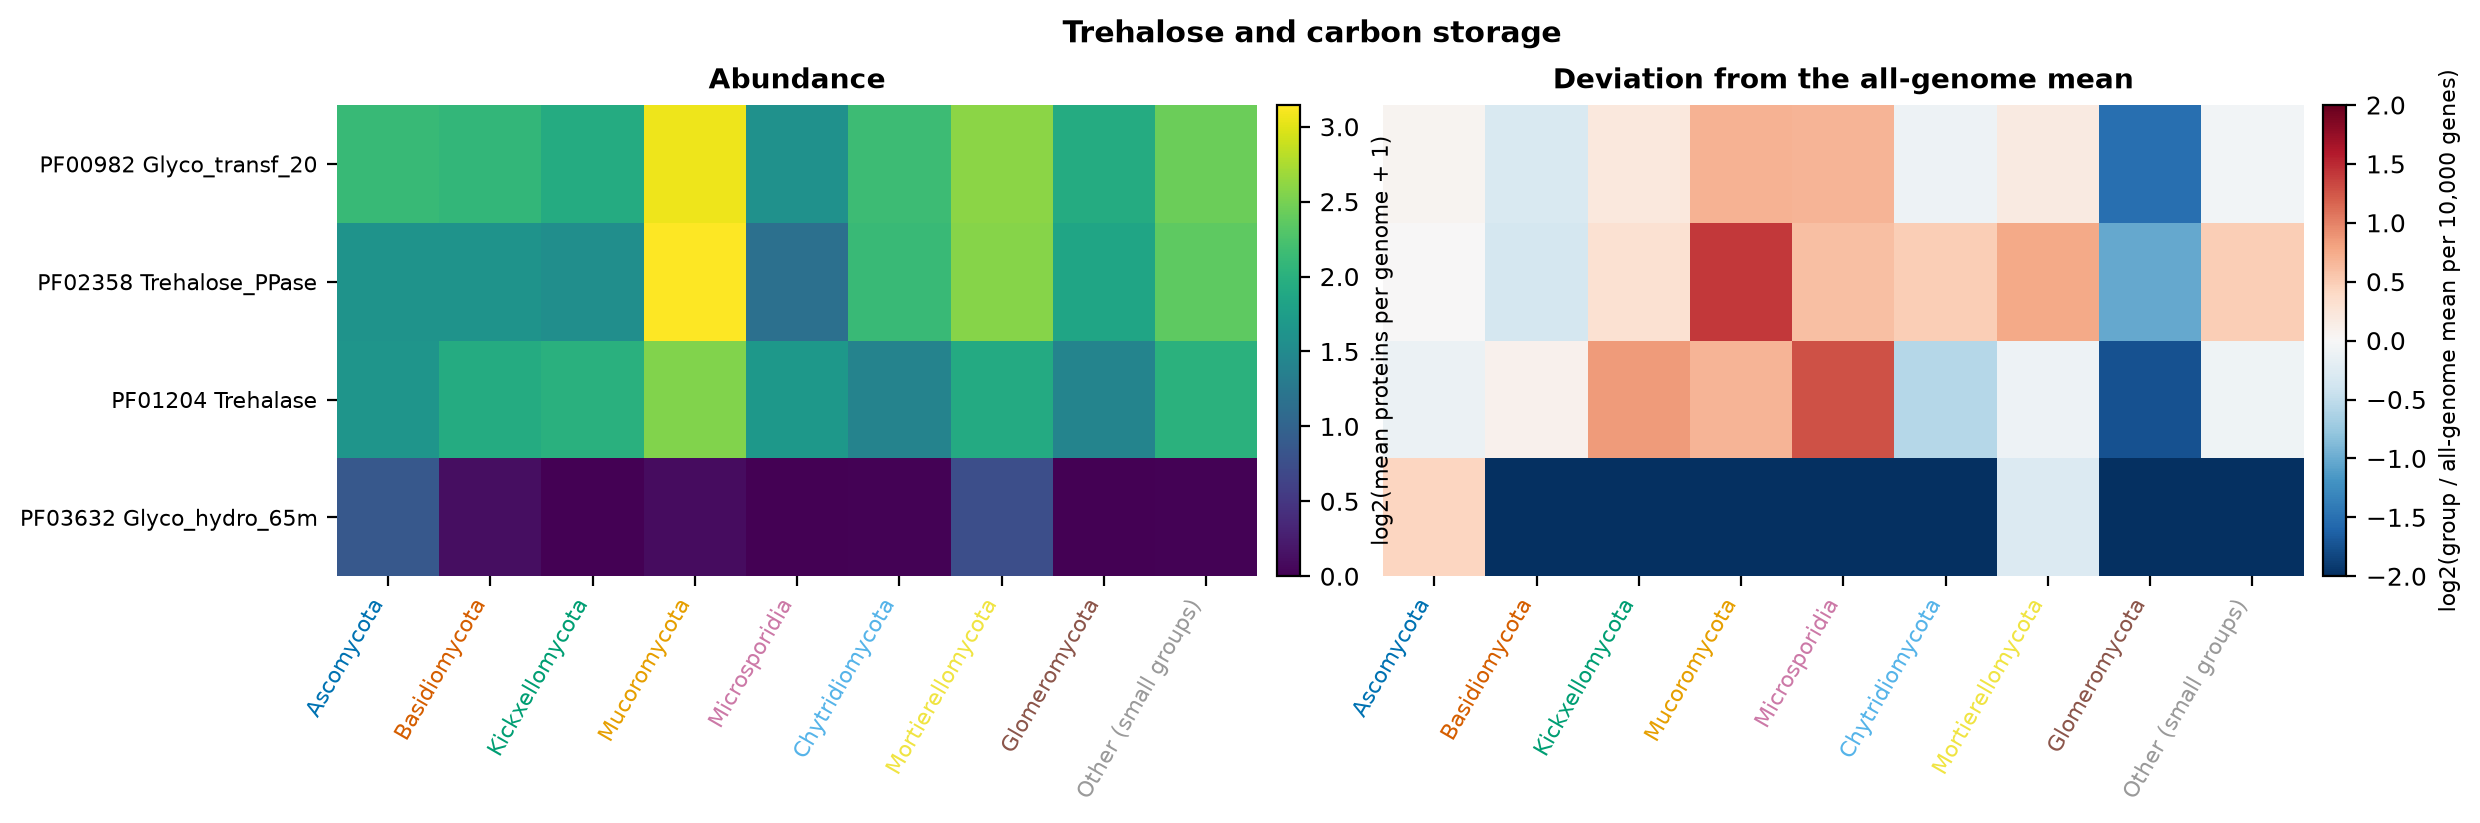 Trehalose and carbon storage
Abundance
PF00982 Glyco_transf_20
PF02358 Trehalose_PPase
PF01204 Trehalase
PF03632 Glyco_hydro_65m
Ascomycota
Basidiomycota
Kickxellomycota
Mucoromycota
Microsporidia
Chytridiomycota
Mortierellomycota
Glomeromycota
Other (small groups)
3.0
2.5
2.0
1.5
1.0
0.5
0.0
log2(mean proteins per genome + 1)
Deviation from the all-genome mean
Ascomycota
Basidiomycota
Kickxellomycota
Mucoromycota
Microsporidia
Chytridiomycota
Mortierellomycota
Glomeromycota
Other (small groups)
2.0
1.5
1.0
0.5
0.0
−0.5
−1.0
−1.5
−2.0
log2(group / all-genome mean per 10,000 genes)